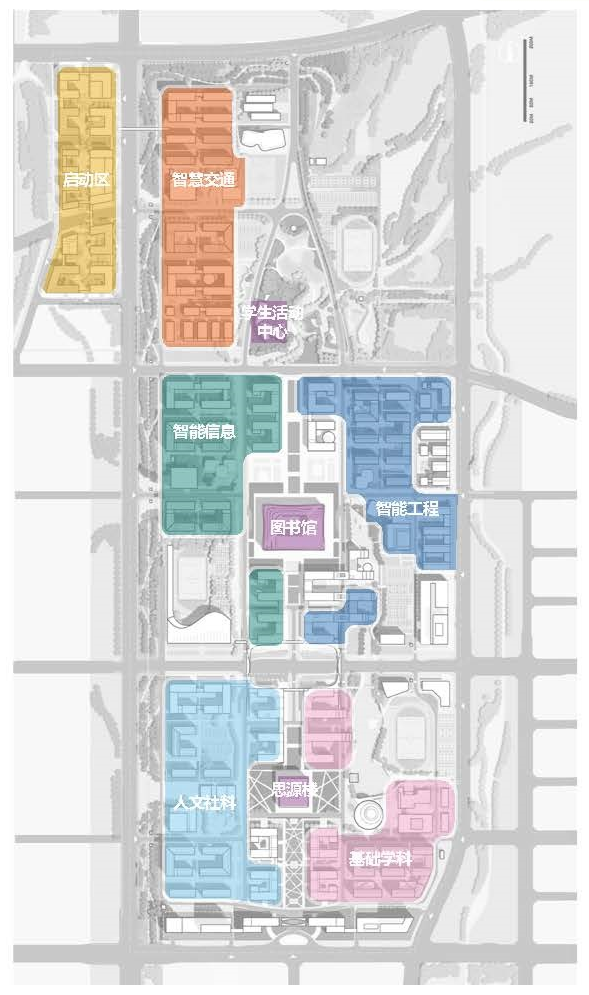 启动区
智慧交通
学生活动
中心
智能信息
智能工程
图书馆
思源楼
人文社科
基础学科